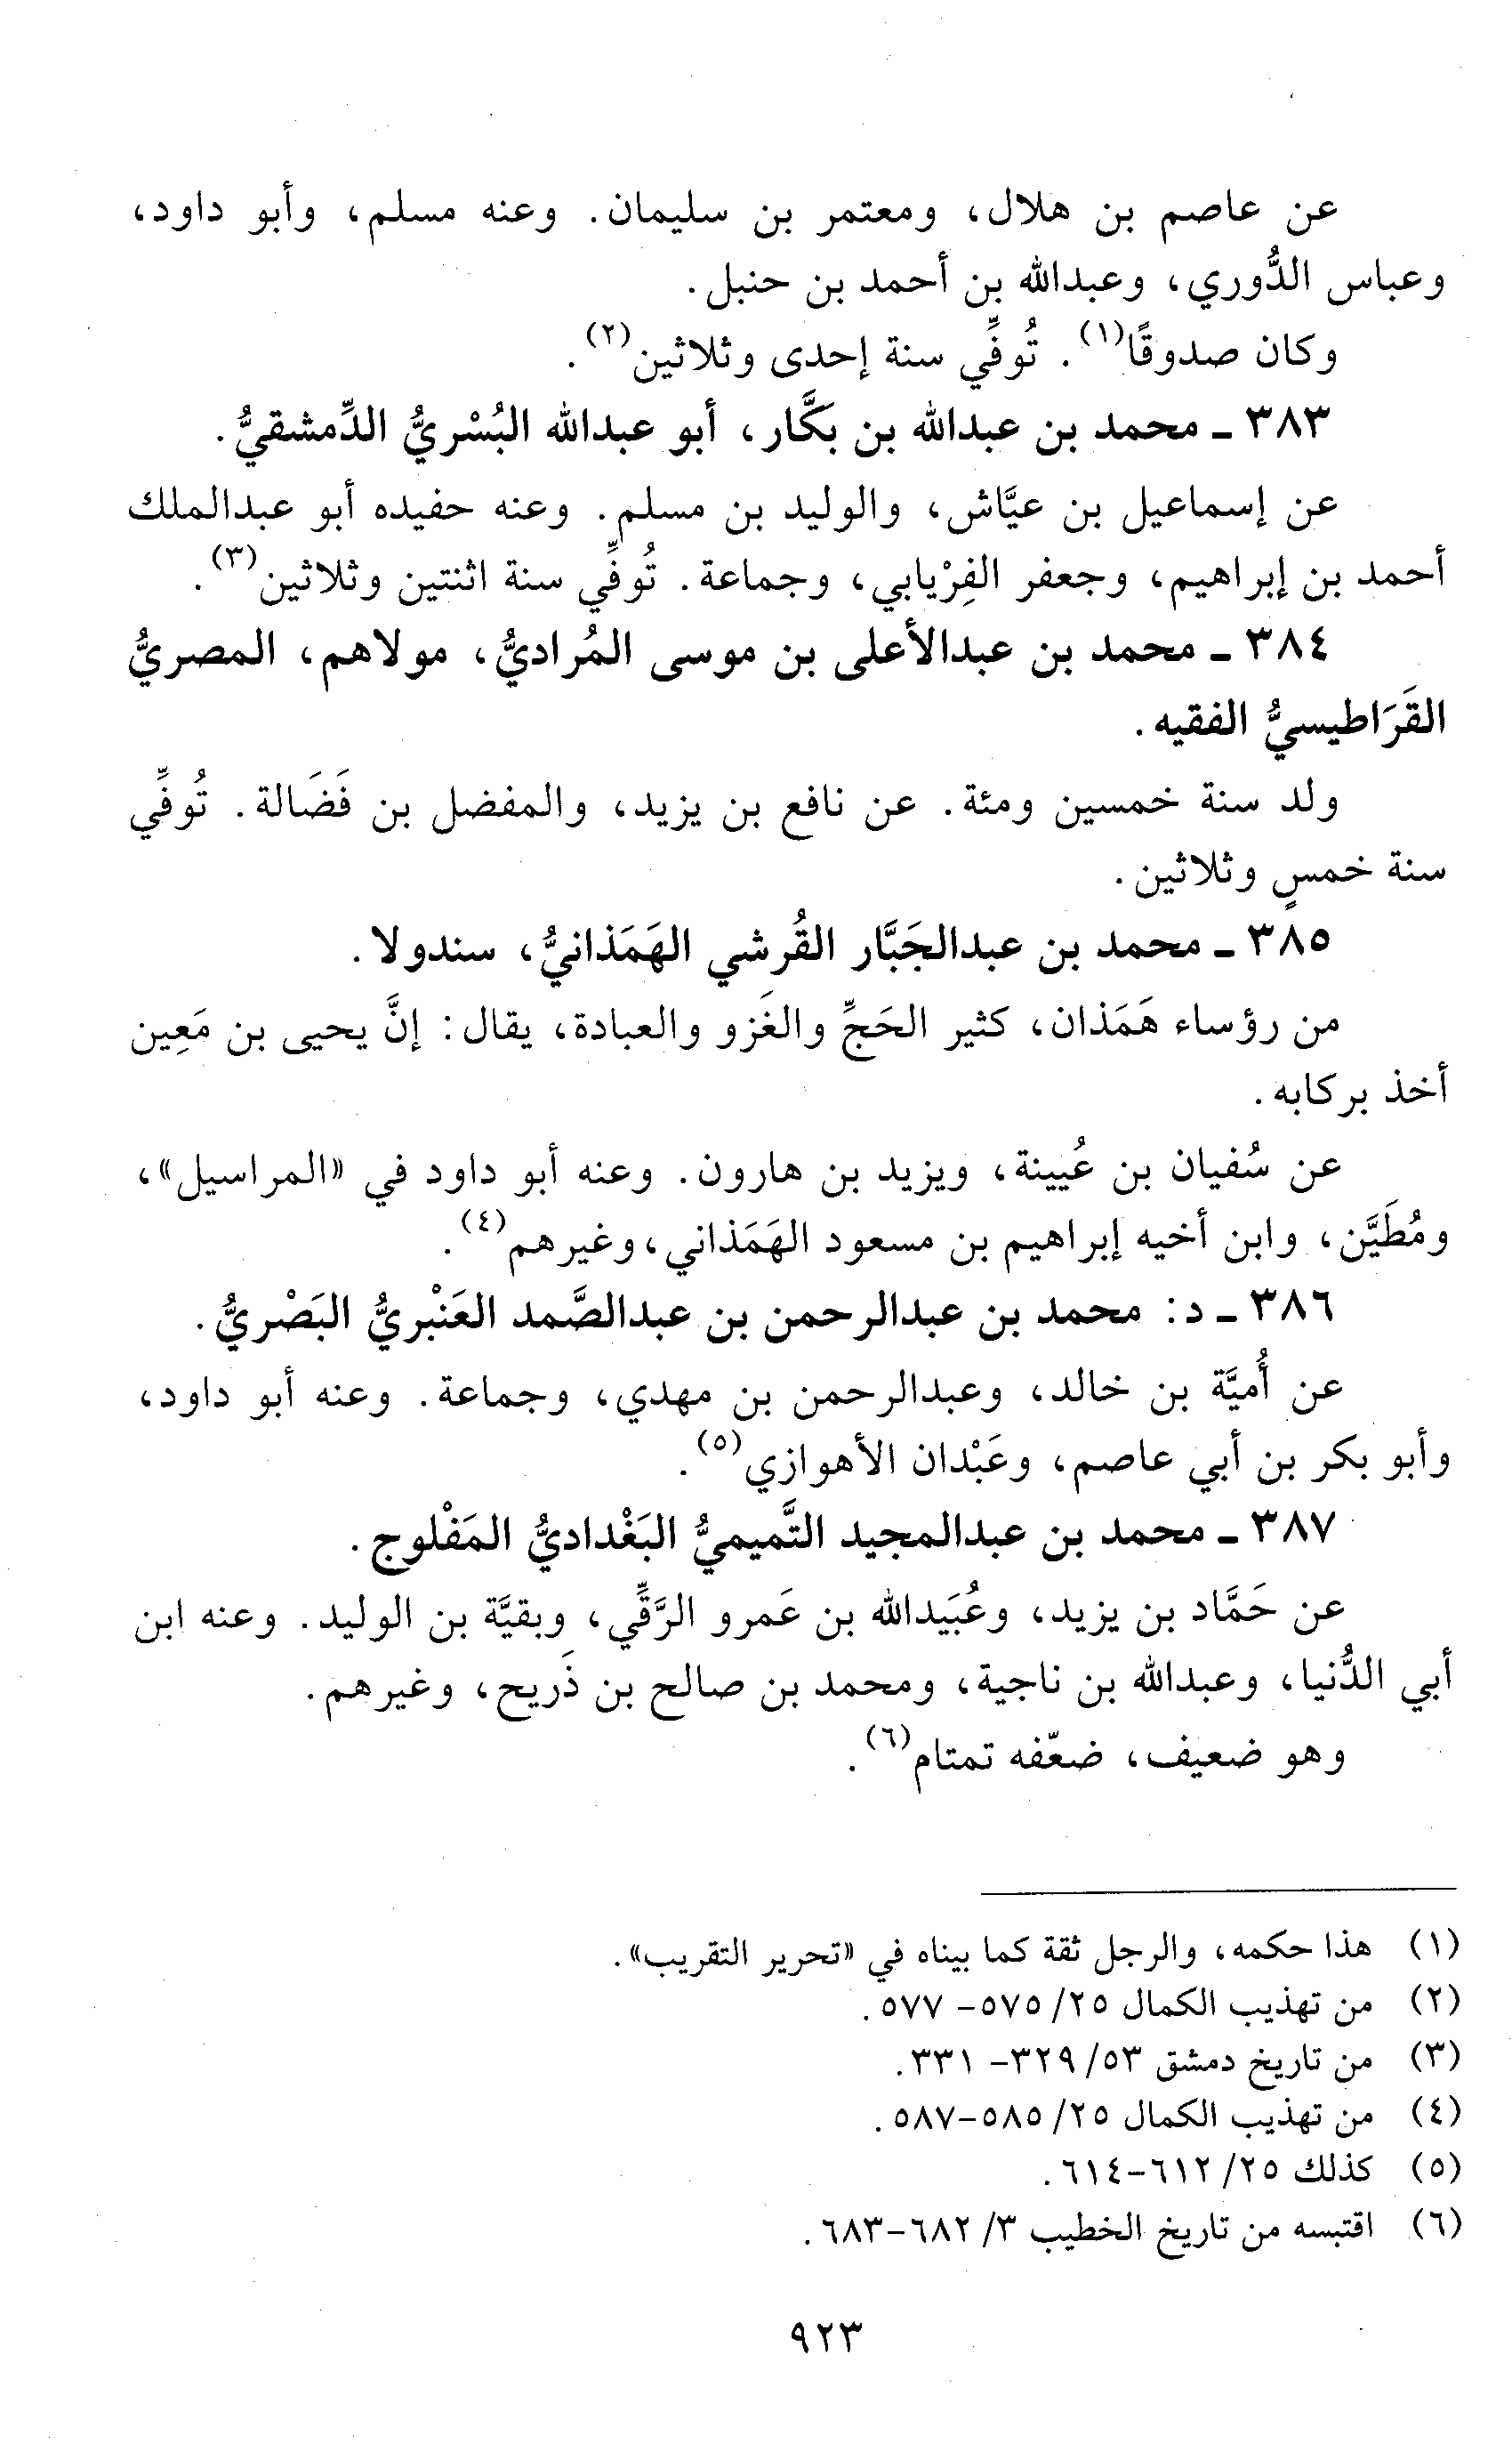 عن عاصم بن هلال، ومعتمر بن سليمان. وعنه مسلم، وأبو داود،
وعباس الدُّوري، وعبدالله بن أحمد بن حنبل.
وكان صدوقًا(١). تُوفِّي سنة إحدى وثلاثين(٢).
٣٨٣ ـ محمد بن عبدالله بن بكَّار، أبو عبدالله البُسْريُّ الدِّمشقيُّ.
عن إسماعيل بن عيَّاش، والوليد بن مسلم. وعنه حفيده أبو عبدالملك
أحمد بن إبراهيم، وجعفر الفِرْيابي، وجماعة. تُوفِّي سنة اثنتين وثلاثين(٣).
٣٨٤ ـ محمد بن عبدالأعلى بن موسى المُراديُّ، مولاهم، المصريُّ
القَرَاطيسيُّ الفقيه.
ولد سنة خمسين ومئة. عن نافع بن يزيد، والمفضل بن فَضَالة. تُوفِّي
سنة خمسٍ وثلاثين.
٣٨٥ ـ محمد بن عبدالجَبَّار القُرشي الهَمَذانيُّ، سندولا.
من رؤساء هَمَذان، كثير الحَجِّ والغَزو والعبادة، يقال: إنَّ يحيى بن مَعِين
أخذ بركابه.
عن سُفيان بن عُيينة، ويزيد بن هارون. وعنه أبو داود في «المراسيل»،
ومُطَيَّن، وابن أخيه إبراهيم بن مسعود الهَمَذاني، وغيرهم(٤).
٣٨٦ ـ د: محمد بن عبدالرحمن بن عبدالصَّمد العَنْبريُّ البَصْريُّ.
عن أُميَّة بن خالد، وعبدالرحمن بن مهدي، وجماعة. وعنه أبو داود،
وأبو بكر بن أبي عاصم، وعَبْدان الأهوازي(٥).
٣٨٧ ـ محمد بن عبدالمجيد التَّميميُّ البَغْداديُّ المَفْلوج.
عن حَمَّاد بن يزيد، وعُبَيدالله بن عَمرو الرَّقِّي، وبقيَّة بن الوليد. وعنه ابن
أبي الدُّنيا، وعبدالله بن ناجية، ومحمد بن صالح بن ذَريح، وغيرهم.
وهو ضعيف، ضعّفه تمتام(٦).
(١) هذا حكمه، والرجل ثقة كما بيناه في «تحرير التقريب».
(٢) من تهذيب الكمال ٢٥/ ٥٧٥- ٥٧٧.
(٣) من تاريخ دمشق ٥٣/ ٣٢٩- ٣٣١.
(٤) من تهذيب الكمال ٢٥/ ٥٨٥-٥٨٧.
(٥) كذلك ٢٥/ ٦١٢-٦١٤.
(٦) اقتبسه من تاريخ الخطيب ٣/ ٦٨٢-٦٨٣.
٩٢٣